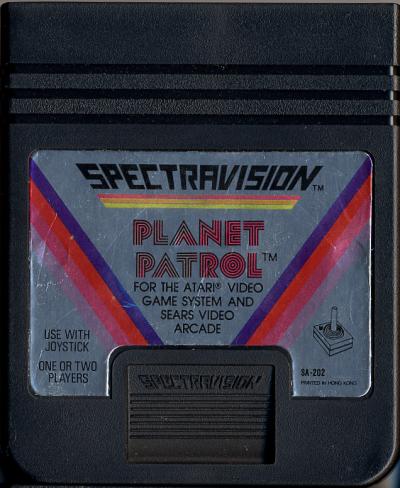 SPECTRAVISION™
PLANET
PATROL™
FOR THE ATARI® VIDEO
GAME SYSTEM AND
SEARS VIDEO
ARCADE
USE WITH
JOYSTICK
ONE OR TWO
PLAYERS
SA-202
PRINTED IN HONG KONG
SPECTRAVISION